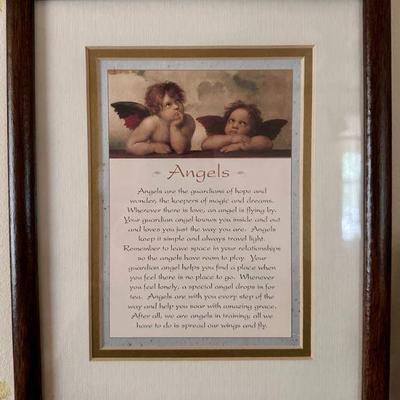 Angels
Angels are the guardians of hope and
wonder, the keepers of magic and dreams.
Wherever there is love, an angel is flying by.
Your guardian angel knows you inside and out
and loves you just the way you are. Angels
keep it simple and always travel light.
Remember to leave space in your relationships
so the angels have room to play. Your
guardian angel helps you find a place when
you feel there is no place to go. Whenever
you feel lonely, a special angel drops in for
tea. Angels are with you every step of the
way and help you soar with amazing grace.
After all, we are angels in training; all we
have to do is spread our wings and fly.